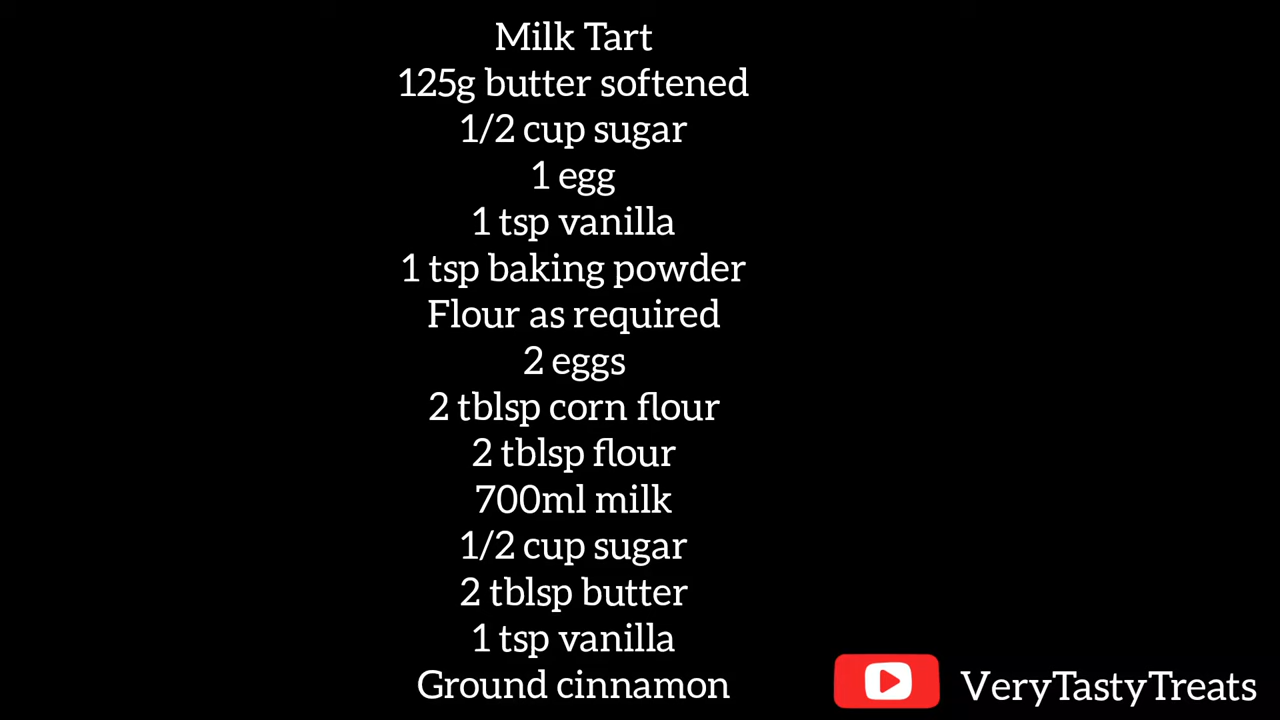 Milk Tart
125g butter softened
1/2 cup sugar
1 egg
1 tsp vanilla
1 tsp baking powder
Flour as required
2 eggs
2 tblsp corn flour
2 tblsp flour
700ml milk
1/2 cup sugar
2 tblsp butter
1 tsp vanilla
Ground cinnamon
VeryTastyTreats